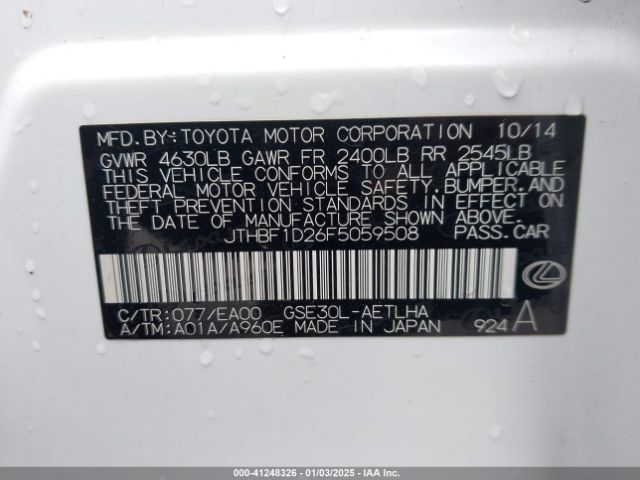 MFD.BY:TOYOTA MOTOR CORPORATION 10/14
GVWR 4630LB GAWR FR 2400LB RR 2545LB
THIS VEHICLE CONFORMS TO ALL APPLICABLE
FEDERAL MOTOR VEHICLE SAFETY,BUMPER,AND
THEFT PREVENTION STANDARDS IN EFFECT ON
THE DATE OF MANUFACTURE SHOWN ABOVE.
JTHBF1D26F5059508 PASS.CAR
C/TR:077/EA00 GSE30L-AETLHA
A/TM:A01A/A960E MADE IN JAPAN 924 A
000-41248326 - 01/03/2025 - IAA Inc.